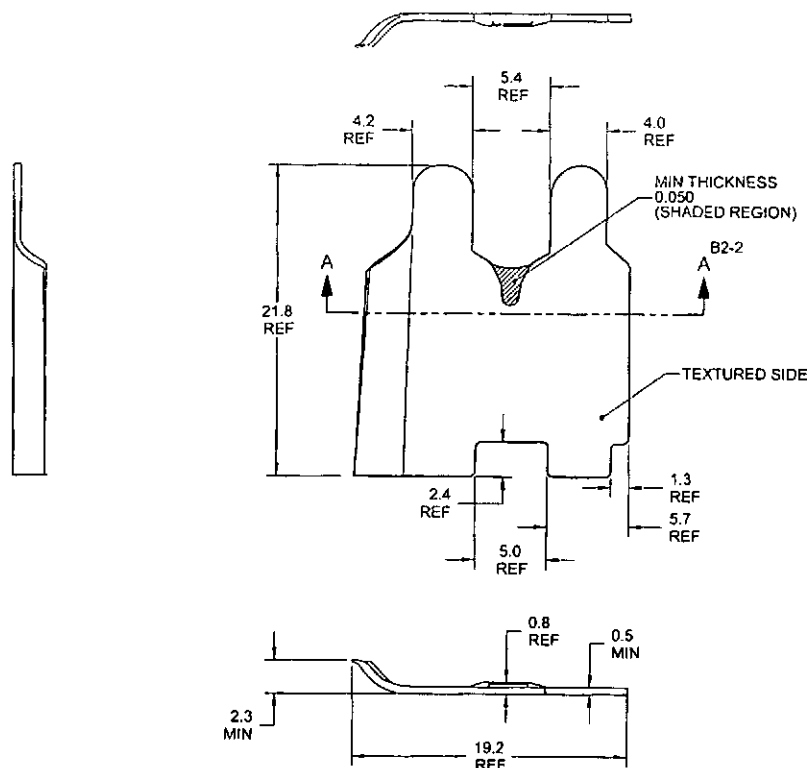 5.4
REF
4.2
REF
4.0
REF
MIN THICKNESS
0.050
(SHADED REGION)
A
A
B2-2
21.8
REF
TEXTURED SIDE
2.4
REF
1.3
REF
5.7
REF
5.0
REF
0.8
REF
0.5
MIN
2.3
MIN
19.2
REF